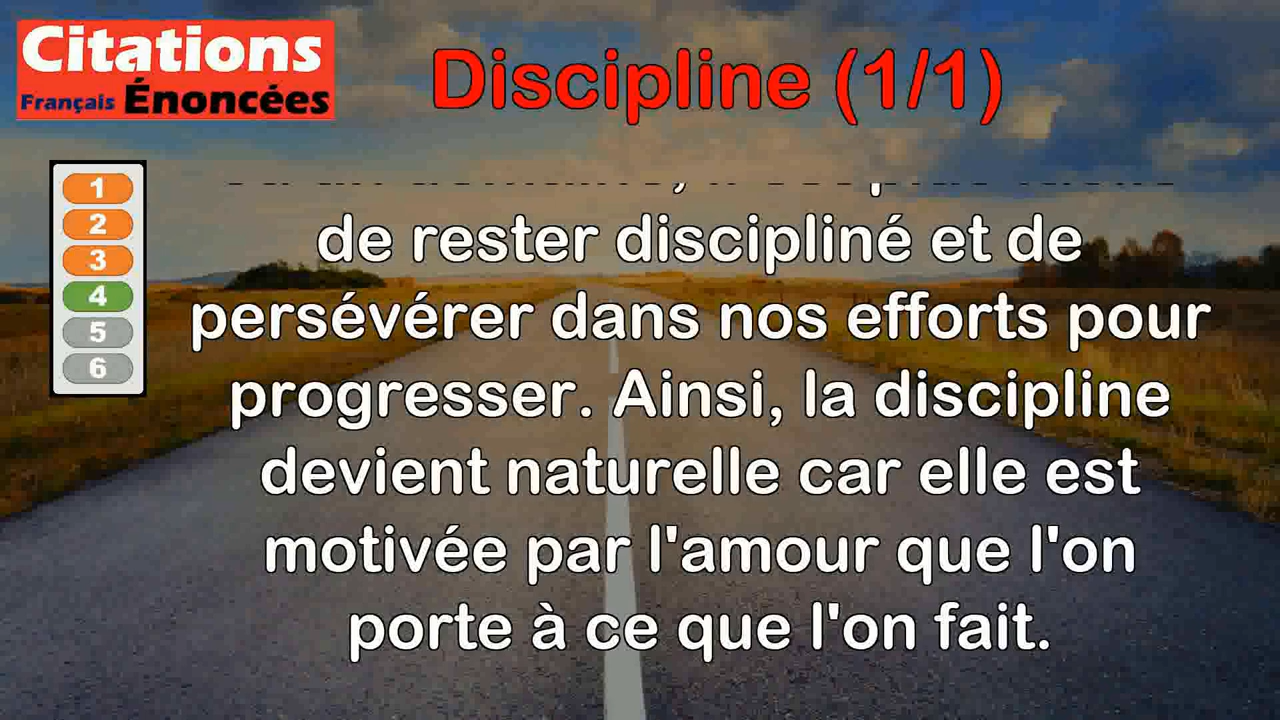 Citations
Français Énoncées
Discipline (1/1)
1
2
3
4
5
6
de rester discipliné et de
persévérer dans nos efforts pour
progresser. Ainsi, la discipline
devient naturelle car elle est
motivée par l'amour que l'on
porte à ce que l'on fait.